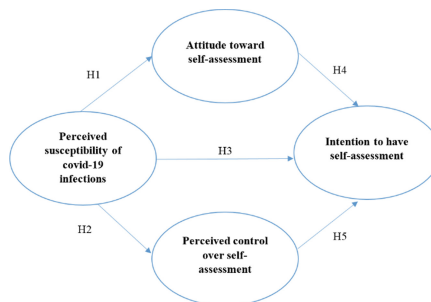 Attitude toward
self-assessment
H1
H4
Perceived
susceptibility of
covid-19
infections
H3
Intention to have
self-assessment
H2
Perceived control
over self-
assessment
H5